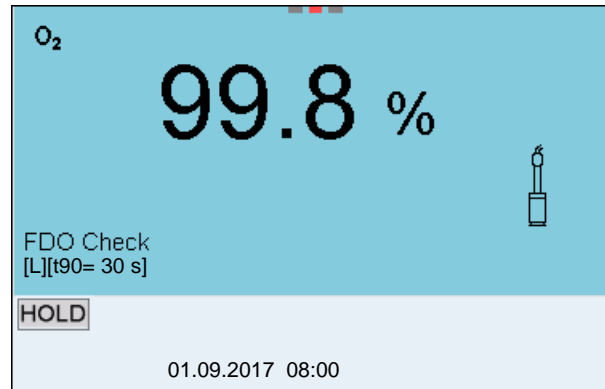 O₂
99.8 %
FDO Check
[L][t90= 30 s]
HOLD
01.09.2017 08:00